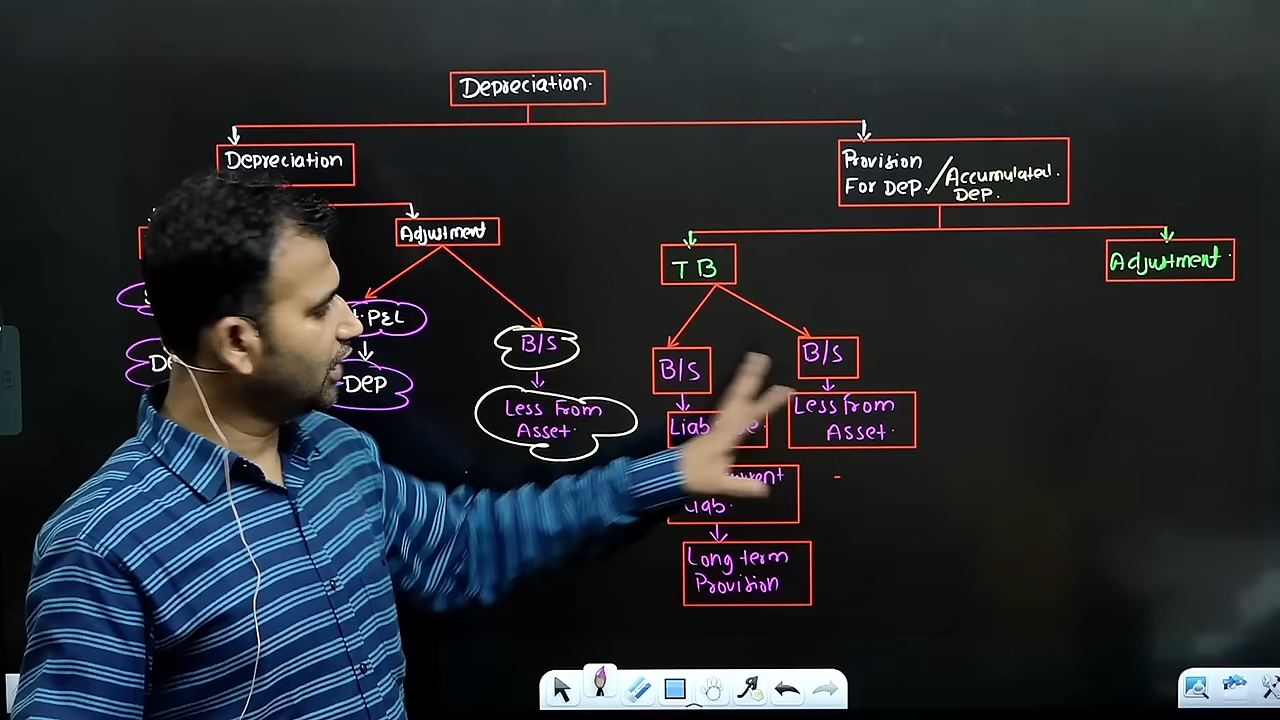 Depreciation.
Depreciation
Provision
For Dep. / Accumulated.
Dep.
Adjustment
TB
Adjustment.
P&L
B/S
B/S
B/S
Dep
Less From
Asset.
Less From
Asset.
Liab.
Long term
Provision